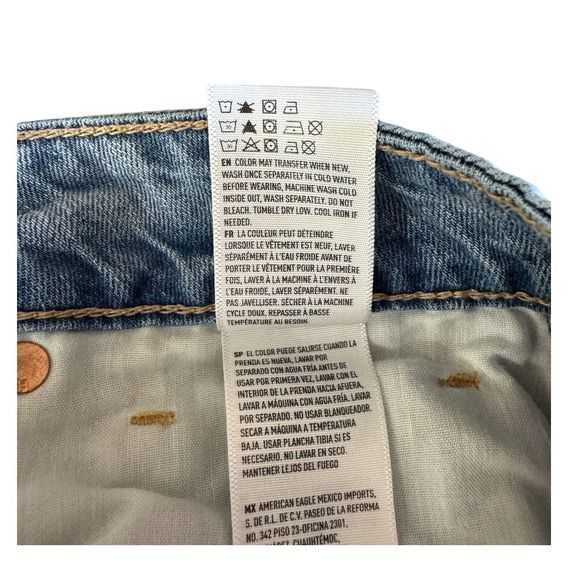 EN COLOR MAY TRANSFER WHEN NEW,
WASH ONCE SEPARATELY IN COLD WATER
BEFORE WEARING, MACHINE WASH COLD
INSIDE OUT, WASH SEPARATELY. DO NOT
BLEACH. TUMBLE DRY LOW. COOL IRON IF
NEEDED.
FR LA COULEUR PEUT DÉTEINDRE
LORSQUE LE VÊTEMENT EST NEUF, LAVER
SÉPARÉMENT À L'EAU FROIDE AVANT DE
PORTER LE VÊTEMENT POUR LA PREMIÈRE
FOIS, LAVER À LA MACHINE À L'ENVERS À
L'EAU FROIDE, LAVER SÉPARÉMENT. NE
PAS JAVELLISER. SÉCHER À LA MACHINE
CYCLE DOUX. REPASSER À BASSE
TEMPÉRATURE AU BESOIN.
SP EL COLOR PUEDE SALIRSE CUANDO LA
PRENDA ES NUEVA, LAVAR POR
SEPARADO CON AGUA FRÍA ANTES DE
USAR POR PRIMERA VEZ, LAVAR CON EL
INTERIOR DE LA PRENDA HACIA AFUERA,
LAVAR A MÁQUINA CON AGUA FRÍA, LAVAR
POR SEPARADO. NO USAR BLANQUEADOR.
SECAR A MÁQUINA A TEMPERATURA
BAJA. USAR PLANCHA TIBIA SI ES
NECESARIO. NO LAVAR EN SECO.
MANTENER LEJOS DEL FUEGO
MX AMERICAN EAGLE MEXICO IMPORTS,
S. DE R.L. DE C.V. PASEO DE LA REFORMA
NO. 342 PISO 23-OFICINA 2301,
JUÁREZ, CUAUHTÉMOC,